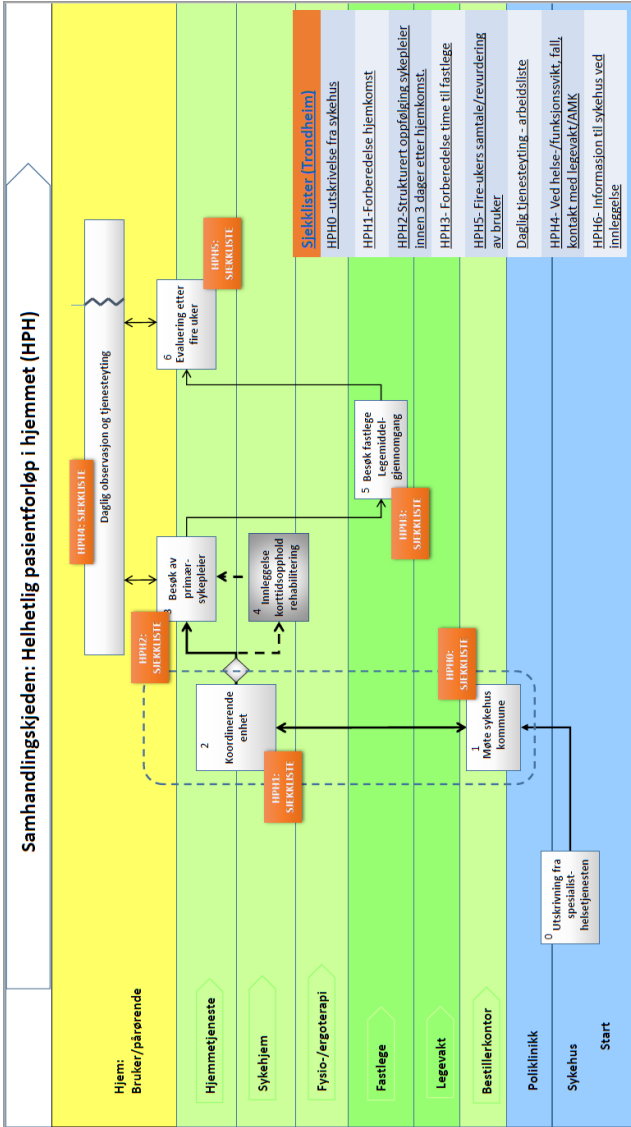 Samhandlingskjeden: Helhetlig pasientforløp i hjemmet (HPH)
Hjem:
Bruker/pårørende
Hjemmetjeneste
Sykehjem
Fysio-/ergoterapi
Fastlege
Legevakt
Bestillerkontor
Poliklinikk
Sykehus
Start
0
Utskrivning fra
spesialist-
helsetjenesten
1
Møte sykehus
kommune
HPH0:
SJEKKLISTE
2
Koordinerende
enhet
HPH1:
SJEKKLISTE
I
3
Besøk av
primær-
sykepleier
HPH2:
SJEKKLISTE
4
Innleggelse
korttidsopphold
rehabilitering
HPH4: SJEKKLISTE
Daglig observasjon og tjenesteyting
5
Besøk fastlege
Legemiddel-
gjennomgang
HPH3:
SJEKKLISTE
6
Evaluering etter
fire uker
HPH5:
SJEKKLISTE
Sjekklister (Trondheim)
HPH0 -utskrivelse fra sykehus
HPH1-Forberedelse hjemkomst
HPH2-Strukturert oppfølging sykepleier
innen 3 dager etter hjemkomst.
HPH3- Forberedelse time til fastlege
HPH5- Fire-ukers samtale/revurdering
av bruker
Daglig tjenesteyting - arbeidsliste
HPH4- Ved helse-/funksjonssvikt, fall,
kontakt med legevakt/AMK
HPH6- Informasjon til sykehus ved
innleggelse